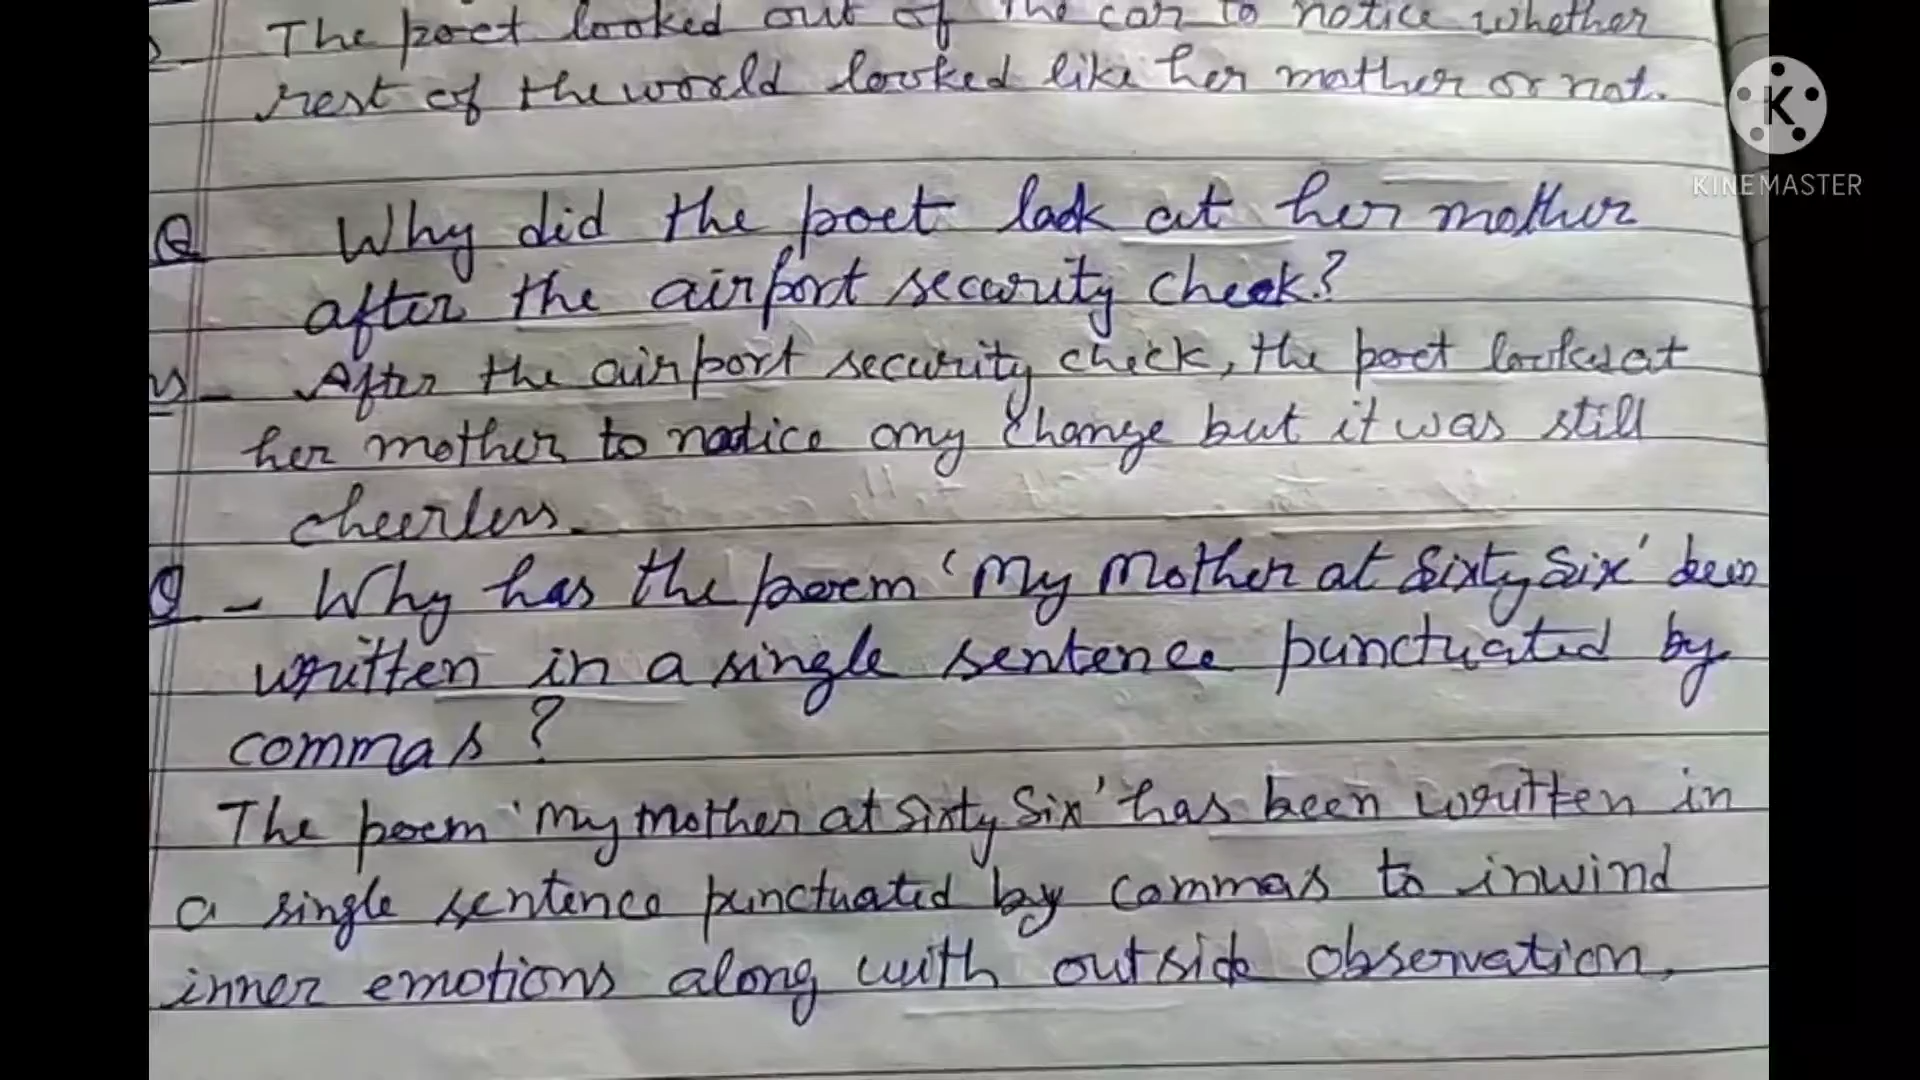 The poet looked out of the car to notice whether
rest of the world looked like her mother or not.
Q Why did the poet look at her mother
after the airport security check?
After the airport security check, the poet looked at
her mother to notice any change but it was still
cheerless.
Q - Why has the poem 'My Mother at Sixty Six' been
written in a single sentence punctuated by
commas?
The poem 'My mother at Sixty Six' has been written in
a single sentence punctuated by commas to inwind
inner emotions along with outside observation,
K
KINEMASTER